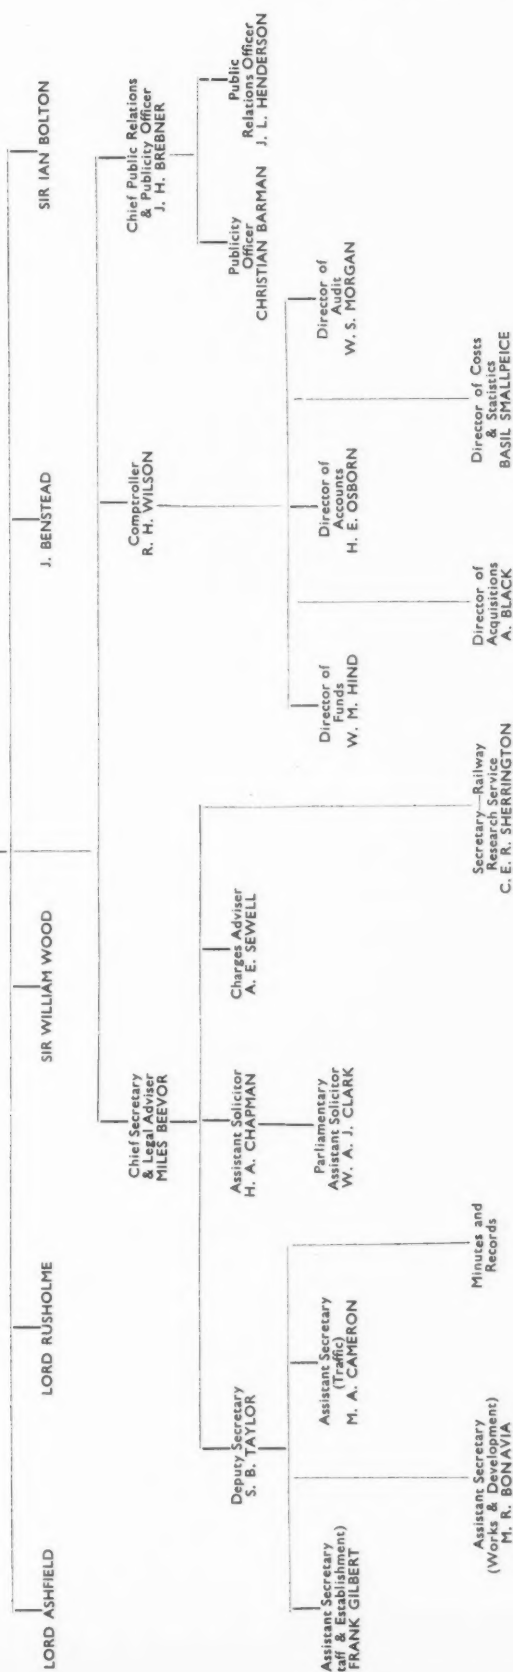 LORD ASHFIELD
LORD RUSHOLME
SIR WILLIAM WOOD
J. BENSTEAD
SIR IAN BOLTON
Chief Secretary
& Legal Adviser
MILES BEEVOR
Comptroller
R. H. WILSON
Chief Public Relations
& Publicity Officer
J. H. BREBNER
Deputy Secretary
S. B. TAYLOR
Assistant Solicitor
H. A. CHAPMAN
Charges Adviser
A. E. SEWELL
Publicity
Officer
CHRISTIAN BARMAN
Public
Relations Officer
J. L. HENDERSON
Assistant Secretary
taff & Establishment)
FRANK GILBERT
Assistant Secretary
(Traffic)
M. A. CAMERON
Parliamentary
Assistant Solicitor
W. A. J. CLARK
Director of
Funds
W. M. HIND
Director of
Accounts
H. E. OSBORN
Director of
Audit
W. S. MORGAN
Assistant Secretary
(Works & Development)
M. R. BONAVIA
Minutes and
Records
Secretary—Railway
Research Service
C. E. R. SHERRINGTON
Director of
Acquisitions
A. BLACK
Director of Costs
& Statistics
BASIL SMALLPEICE